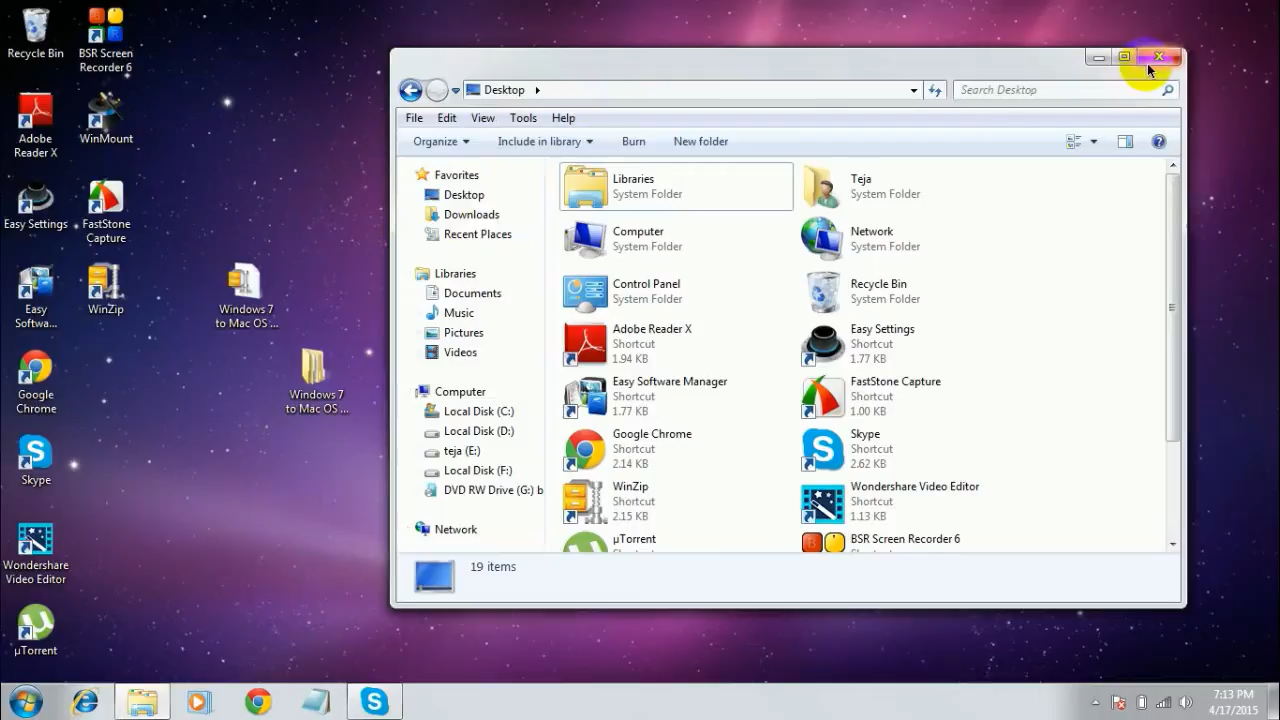 Recycle Bin
BSR Screen
Recorder 6
Adobe
Reader X
WinMount
Easy Settings
FastStone
Capture
Easy
Softwa...
WinZip
Windows 7
to Mac OS ...
Google
Chrome
Windows 7
to Mac OS ...
Skype
Wondershare
Video Editor
µTorrent
Desktop
Search Desktop
File Edit View Tools Help
Organize Include in library Burn New folder
Favorites
Desktop
Downloads
Recent Places
Libraries
Documents
Music
Pictures
Videos
Computer
Local Disk (C:)
Local Disk (D:)
teja (E:)
Local Disk (F:)
DVD RW Drive (G:) b
Network
Libraries
System Folder
Teja
System Folder
Computer
System Folder
Network
System Folder
Control Panel
System Folder
Recycle Bin
System Folder
Adobe Reader X
Shortcut
1.94 KB
Easy Settings
Shortcut
1.77 KB
Easy Software Manager
Shortcut
1.77 KB
FastStone Capture
Shortcut
1.00 KB
Google Chrome
Shortcut
2.14 KB
Skype
Shortcut
2.62 KB
WinZip
Shortcut
2.15 KB
Wondershare Video Editor
Shortcut
1.13 KB
µTorrent
BSR Screen Recorder 6
19 items
7:13 PM
4/17/2015